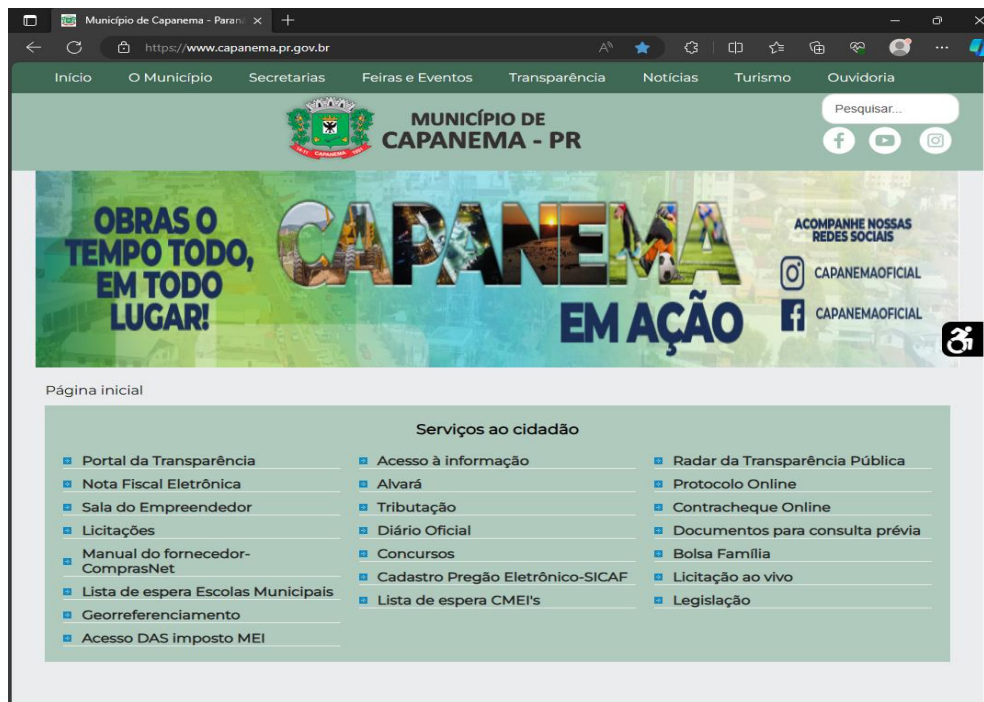 Município de Capanema - Paraná
https://www.capanema.pr.gov.br
Início O Município Secretarias Feiras e Eventos Transparência Notícias Turismo Ouvidoria
Pesquisar...
MUNICÍPIO DE
CAPANEMA - PR
CAPANEMA
OBRAS O
TEMPO TODO,
EM TODO
LUGAR!
CAPANEMA
EM AÇÃO
ACOMPANHE NOSSAS
REDES SOCIAIS
CAPANEMAOFICIAL
CAPANEMAOFICIAL
Página inicial
Serviços ao cidadão
Portal da Transparência
Nota Fiscal Eletrônica
Sala do Empreendedor
Licitações
Manual do fornecedor-
ComprasNet
Lista de espera Escolas Municipais
Georreferenciamento
Acesso DAS imposto MEI
Acesso à informação
Alvará
Tributação
Diário Oficial
Concursos
Cadastro Pregão Eletrônico-SICAF
Lista de espera CMEI's
Radar da Transparência Pública
Protocolo Online
Contracheque Online
Documentos para consulta prévia
Bolsa Família
Licitação ao vivo
Legislação